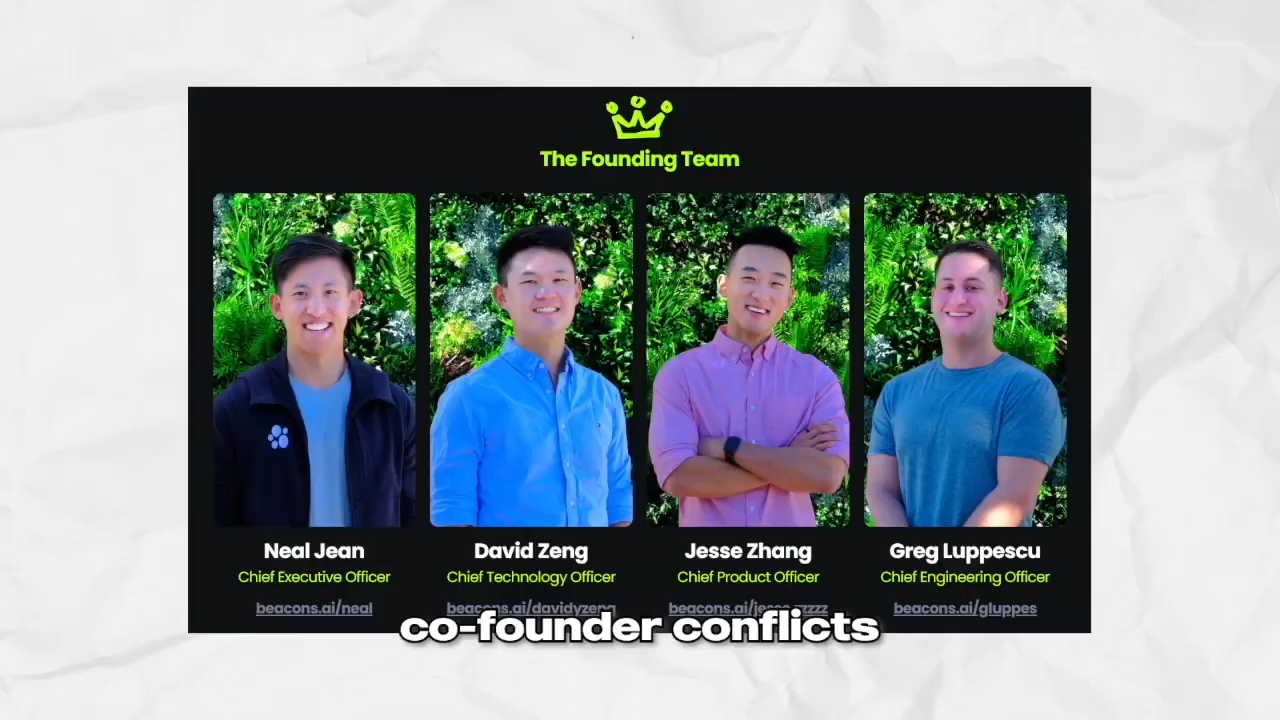 The Founding Team
Neal Jean
Chief Executive Officer
beacons.ai/neal
David Zeng
Chief Technology Officer
beacons.ai/davidyzeng
Jesse Zhang
Chief Product Officer
Greg Luppescu
Chief Engineering Officer
beacons.ai/gluppes
co-founder conflicts